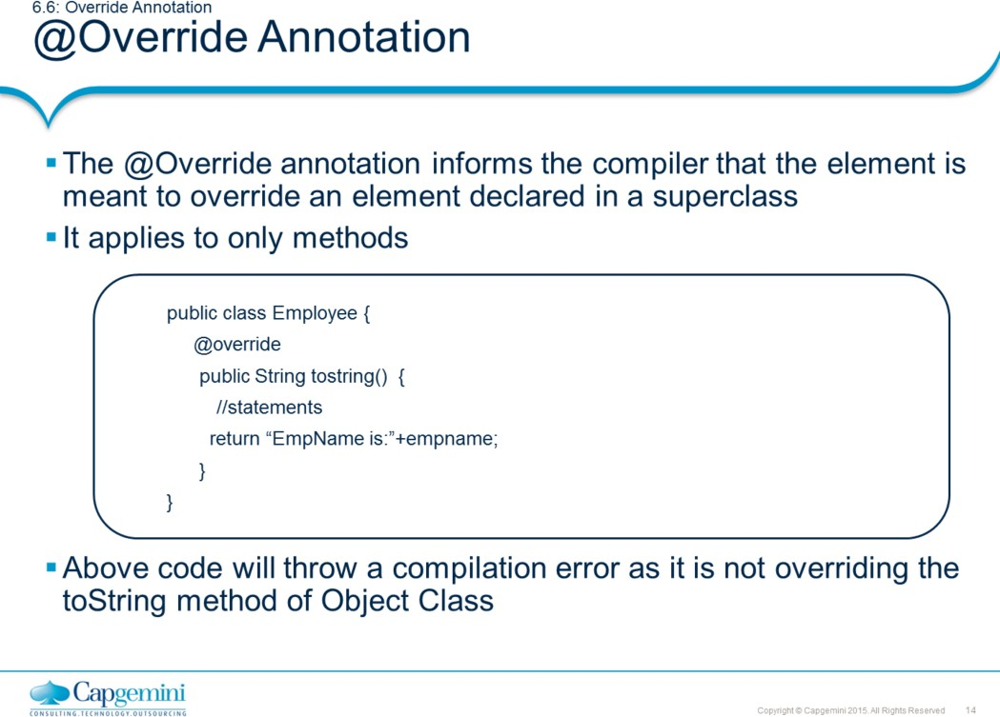 6.6: Override Annotation
@Override Annotation
▪ The @Override annotation informs the compiler that the element is
meant to override an element declared in a superclass
▪ It applies to only methods
public class Employee {
@override
public String tostring() {
//statements
return “EmpName is:”+empname;
}
}
▪ Above code will throw a compilation error as it is not overriding the
toString method of Object Class
Capgemini
CONSULTING.TECHNOLOGY.OUTSOURCING
Copyright © Capgemini 2015. All Rights Reserved 14